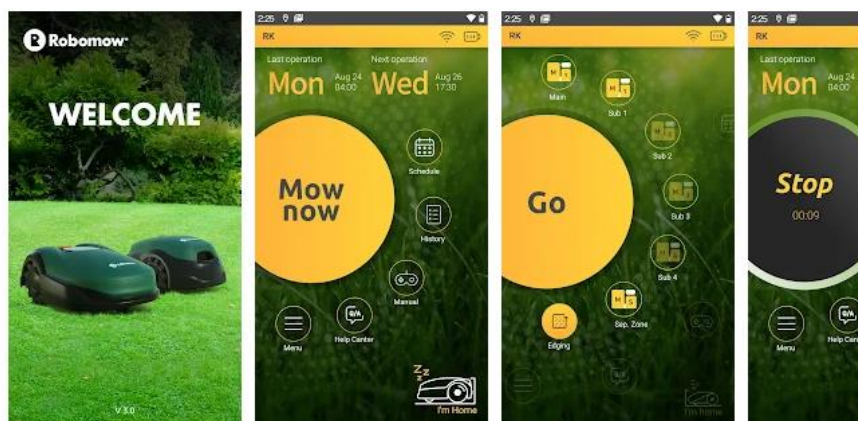 Robomow
WELCOME
V 3.0
2:25
RK
Last operation
Next operation
Mon
Aug 24
04:00
Wed
Aug 26
17:30
Mow
now
Schedule
History
Manual
Help Center
Menu
I'm Home
2:25
RK
Main
Sub 1
Sub 2
Sub 3
Sub 4
Sep. Zone
Go
Edging
I'm home
2:25
RK
Last operation
Mon
Aug 24
04:00
Stop
00:09
Menu
Help Cen